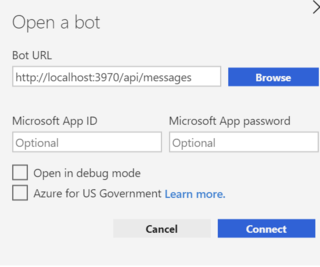 Open a bot
Bot URL
http://localhost:3970/api/messages Browse
Microsoft App ID Microsoft App password
Optional Optional
Open in debug mode
Azure for US Government Learn more.
Cancel Connect